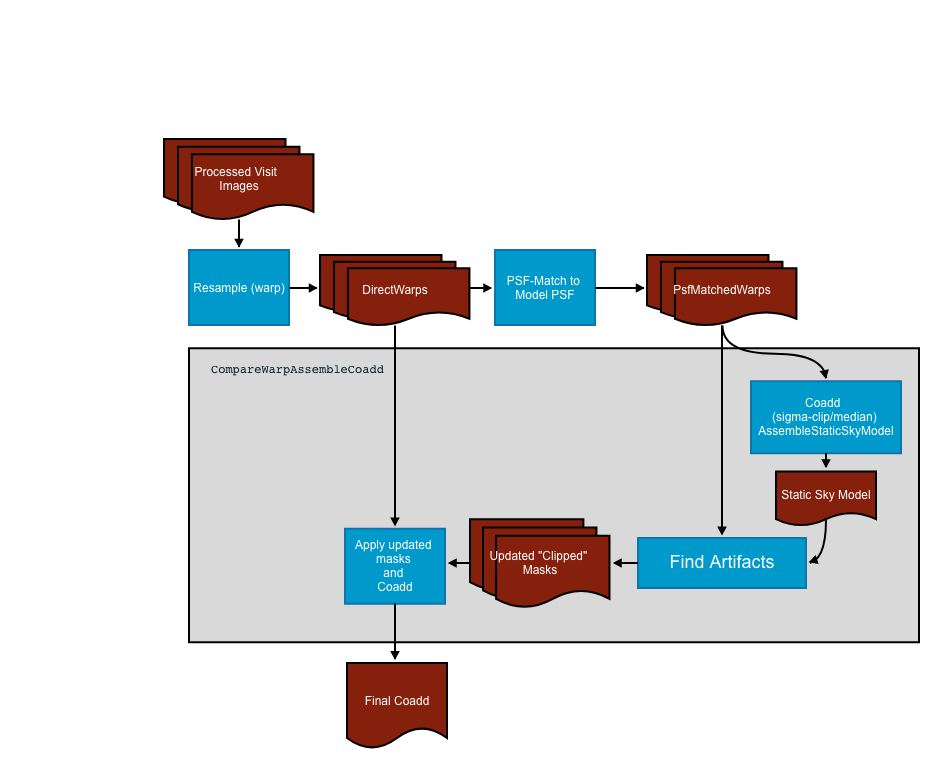 Processed Visit
Images
Resample (warp)
DirectWarps
PSF-Match to
Model PSF
PsfMatchedWarps
CompareWarpAssembleCoadd
Coadd
(sigma-clip/median)
AssembleStaticSkyModel
Static Sky Model
Find Artifacts
Updated "Clipped"
Masks
Apply updated
masks
and
Coadd
Final Coadd